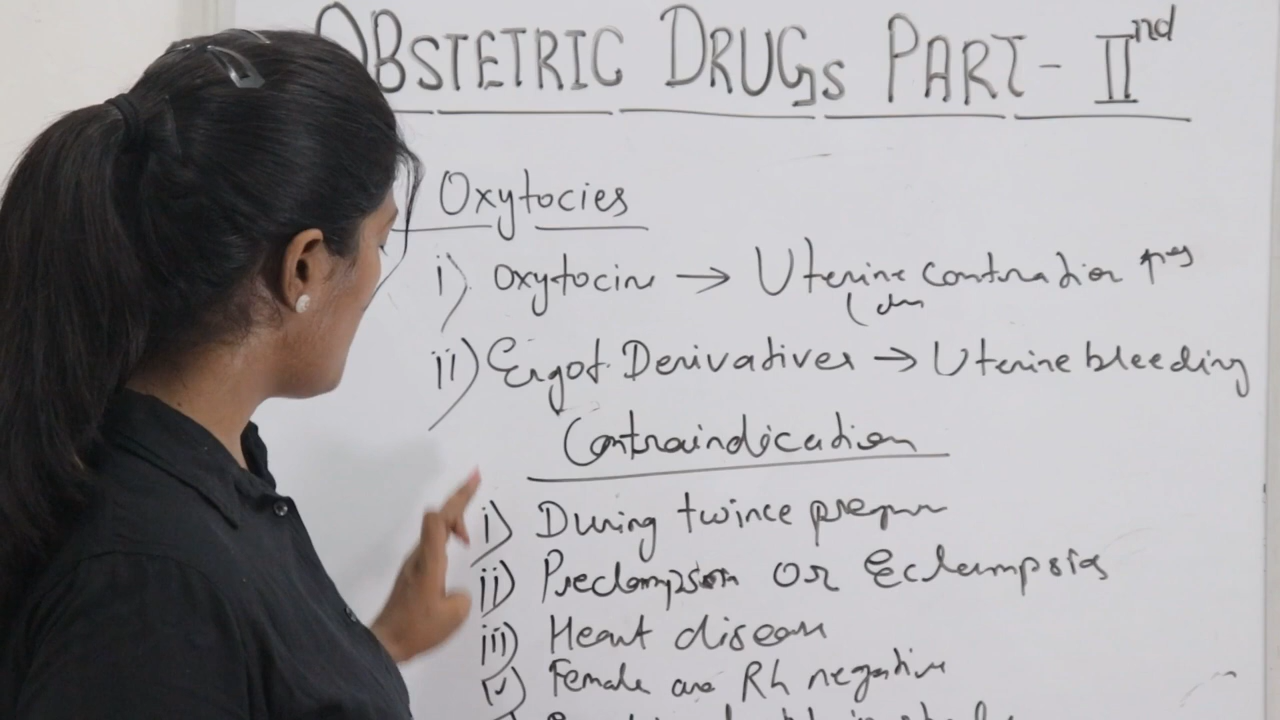 OBSTETRIC DRUGs PART - IInd
Oxytocies
i) Oxytocin → Uterine contraction
ii) Ergot Derivatives → Uterine bleeding
Contraindication
i) During twince
ii) OR Eclampsia
iii) Heart disease
iv) Female are Rh negative